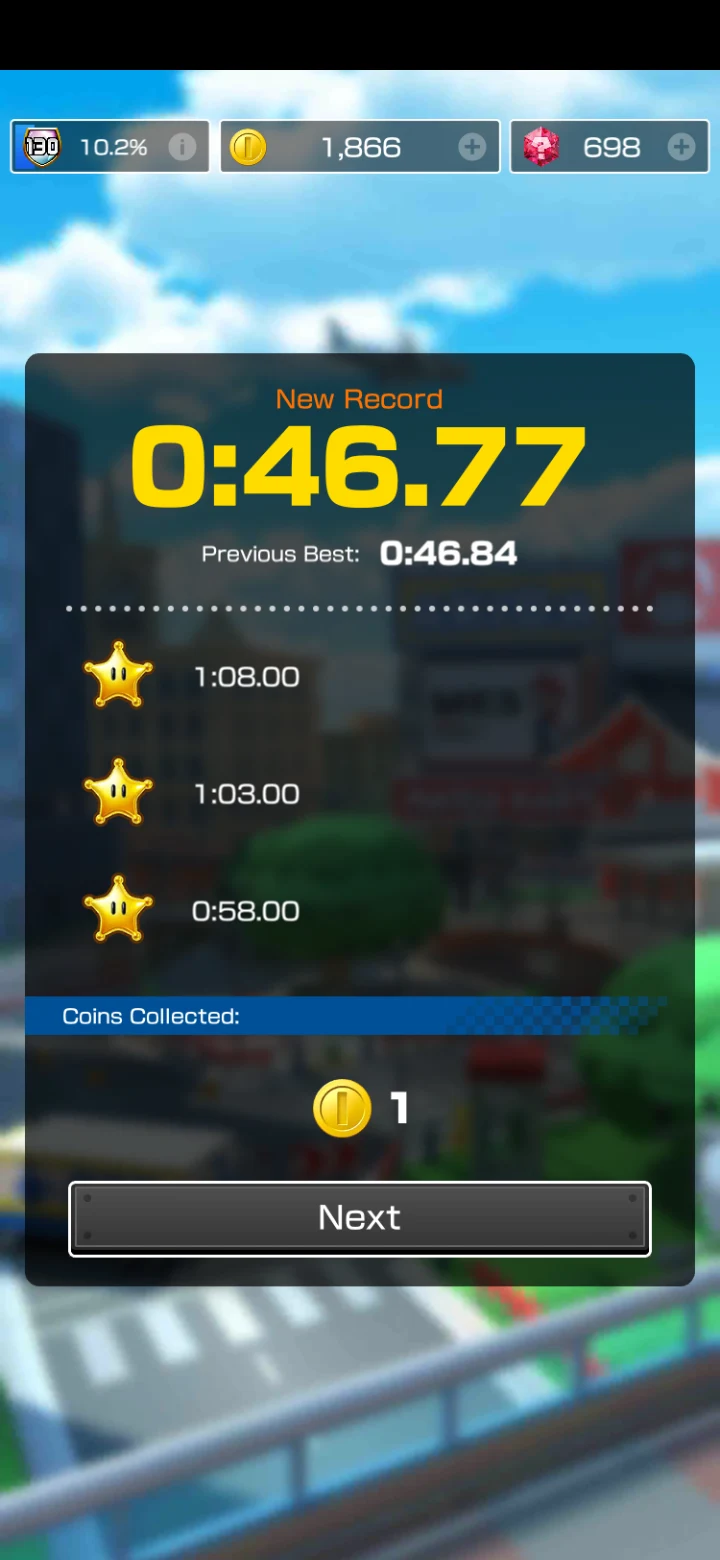 130 10.2% i 1,866 + ? 698 +
New Record
0:46.77
Previous Best: 0:46.84
1:08.00
1:03.00
0:58.00
Coins Collected:
1
Next